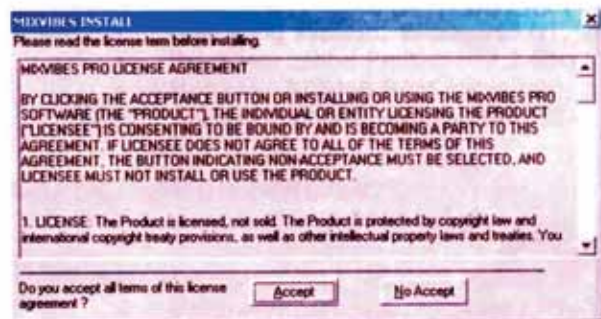 MIXVIBES INSTALL
Please read the license term before installing.
MIXVIBES PRO LICENSE AGREEMENT
BY CLICKING THE ACCEPTANCE BUTTON OR INSTALLING OR USING THE MIXVIBES PRO
SOFTWARE (THE "PRODUCT"), THE INDIVIDUAL OR ENTITY LICENSING THE PRODUCT
("LICENSEE") IS CONSENTING TO BE BOUND BY AND IS BECOMING A PARTY TO THIS
AGREEMENT. IF LICENSEE DOES NOT AGREE TO ALL OF THE TERMS OF THIS
AGREEMENT, THE BUTTON INDICATING NON-ACCEPTANCE MUST BE SELECTED, AND
LICENSEE MUST NOT INSTALL OR USE THE PRODUCT.
1. LICENSE: The Product is licensed, not sold. The Product is protected by copyright law and
international copyright treaty provisions, as well as other intellectual property laws and treaties. You
Do you accept all terms of this license
agreement ?
Accept
No Accept